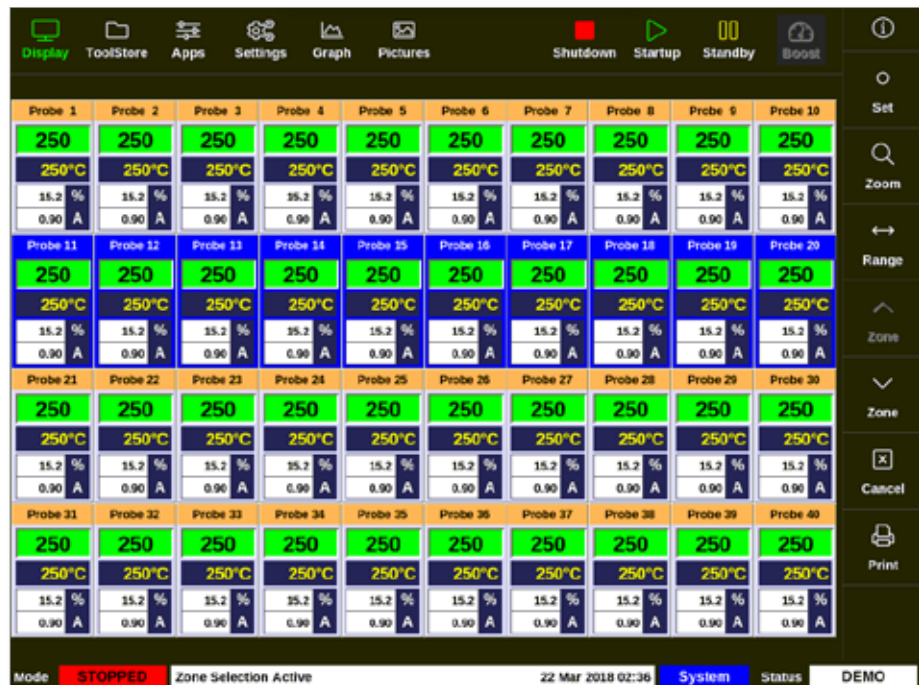 Display ToolStore Apps Settings Graph Pictures Shutdown Startup Standby Boost
Set
Zoom
Range
Zone
Zone
Cancel
Print
Probe 1 Probe 2 Probe 3 Probe 4 Probe 5 Probe 6 Probe 7 Probe 8 Probe 9 Probe 10
250 250 250 250 250 250 250 250 250 250
250°C 250°C 250°C 250°C 250°C 250°C 250°C 250°C 250°C 250°C
15.2 % 15.2 % 15.2 % 15.2 % 15.2 % 15.2 % 15.2 % 15.2 % 15.2 % 15.2 %
0.90 A 0.90 A 0.90 A 0.90 A 0.90 A 0.90 A 0.90 A 0.90 A 0.90 A 0.90 A
Probe 11 Probe 12 Probe 13 Probe 14 Probe 15 Probe 16 Probe 17 Probe 18 Probe 19 Probe 20
250 250 250 250 250 250 250 250 250 250
250°C 250°C 250°C 250°C 250°C 250°C 250°C 250°C 250°C 250°C
15.2 % 15.2 % 15.2 % 15.2 % 15.2 % 15.2 % 15.2 % 15.2 % 15.2 % 15.2 %
0.90 A 0.90 A 0.90 A 0.90 A 0.90 A 0.90 A 0.90 A 0.90 A 0.90 A 0.90 A
Probe 21 Probe 22 Probe 23 Probe 24 Probe 25 Probe 26 Probe 27 Probe 28 Probe 29 Probe 30
250 250 250 250 250 250 250 250 250 250
250°C 250°C 250°C 250°C 250°C 250°C 250°C 250°C 250°C 250°C
15.2 % 15.2 % 15.2 % 15.2 % 15.2 % 15.2 % 15.2 % 15.2 % 15.2 % 15.2 %
0.90 A 0.90 A 0.90 A 0.90 A 0.90 A 0.90 A 0.90 A 0.90 A 0.90 A 0.90 A
Probe 31 Probe 32 Probe 33 Probe 34 Probe 35 Probe 36 Probe 37 Probe 38 Probe 39 Probe 40
250 250 250 250 250 250 250 250 250 250
250°C 250°C 250°C 250°C 250°C 250°C 250°C 250°C 250°C 250°C
15.2 % 15.2 % 15.2 % 15.2 % 15.2 % 15.2 % 15.2 % 15.2 % 15.2 % 15.2 %
0.90 A 0.90 A 0.90 A 0.90 A 0.90 A 0.90 A 0.90 A 0.90 A 0.90 A 0.90 A
Mode STOPPED Zone Selection Active 22 Mar 2018 02:36 System Status DEMO